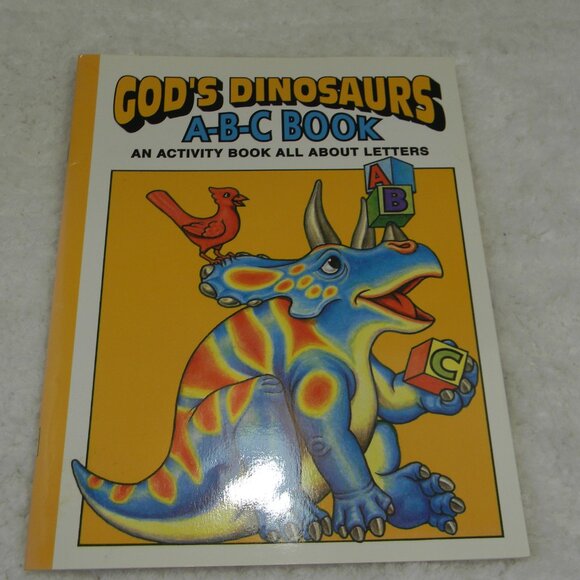 GOD'S DINOSAURS
A-B-C BOOK
AN ACTIVITY BOOK ALL ABOUT LETTERS
A
B
C